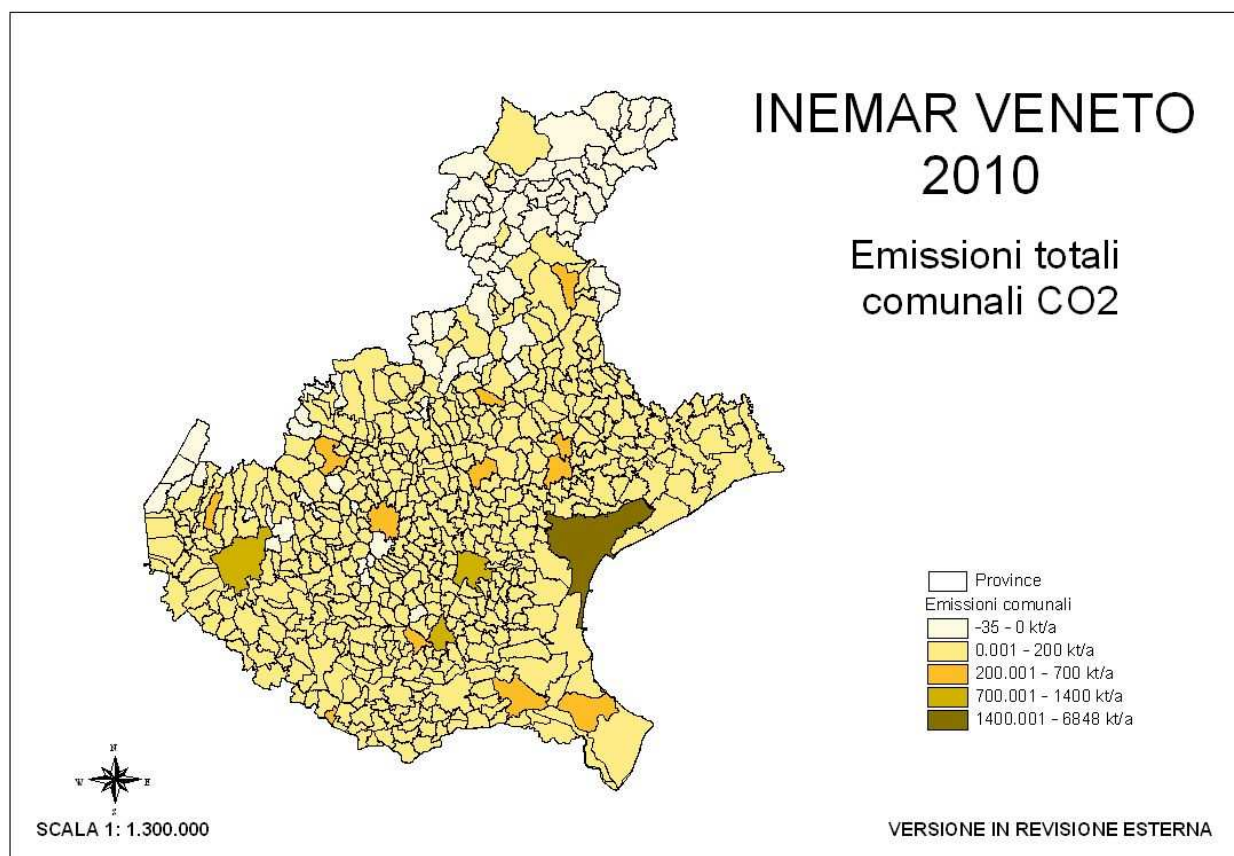 INEMAR VENETO
2010
Emissioni totali
comunali CO2
Province
Emissioni comunali
-35 - 0 kt/a
0.001 - 200 kt/a
200.001 - 700 kt/a
700.001 - 1400 kt/a
1400.001 - 6848 kt/a
N
W E
S
SCALA 1: 1.300.000
VERSIONE IN REVISIONE ESTERNA